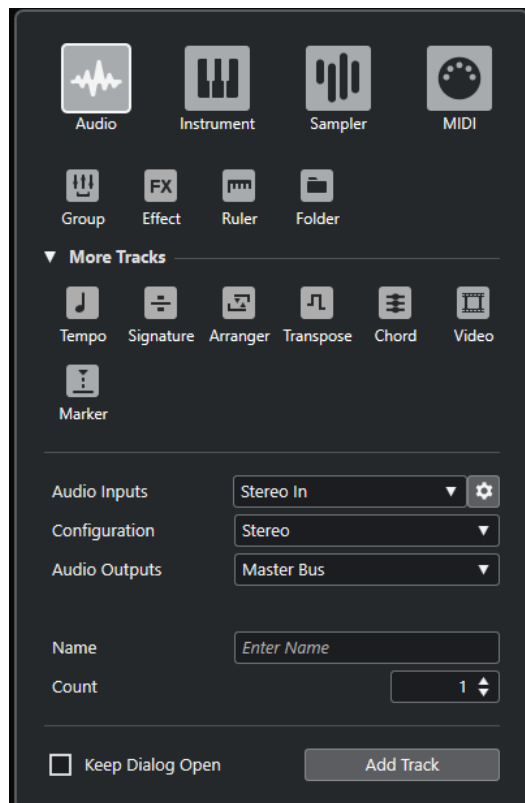 Audio Instrument Sampler MIDI
FX
Group Effect Ruler Folder
▼ More Tracks
Tempo Signature Arranger Transpose Chord Video
Marker
Audio Inputs Stereo In ▼
Configuration Stereo ▼
Audio Outputs Master Bus ▼
Name Enter Name
Count 1
Keep Dialog Open Add Track